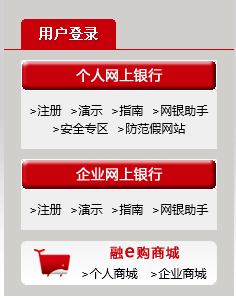 用户登录
个人网上银行
>注册 >演示 >指南 >网银助手
>安全专区 >防范假网站
企业网上银行
>注册 >演示 >指南 >网银助手
融e购商城
>个人商城 >企业商城